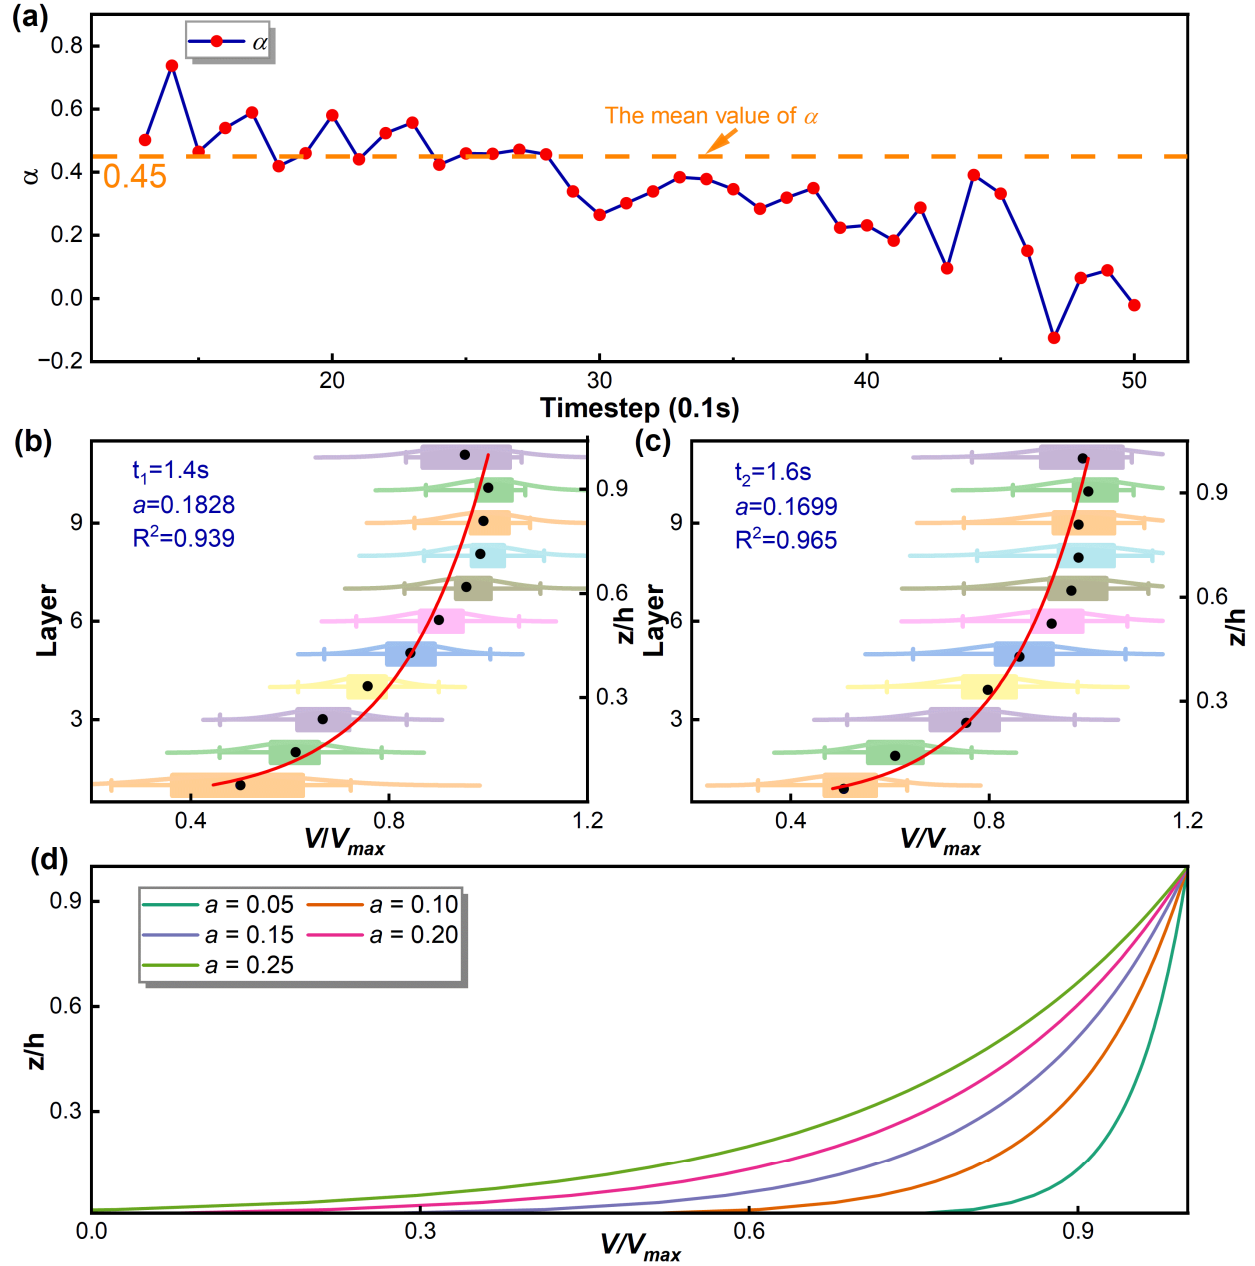 (a)
α
0.8
0.6
0.4
0.2
0.0
−0.2
α
The mean value of α
0.45
20
30
40
50
Timestep (0.1s)
(b)
t₁=1.4s
a=0.1828
R²=0.939
Layer
9
6
3
0.9
0.6
0.3
z/h
0.4
0.8
1.2
V/Vmax
(c)
t₂=1.6s
a=0.1699
R²=0.965
Layer
9
6
3
0.9
0.6
0.3
z/h
0.4
0.8
1.2
V/Vmax
(d)
a = 0.05
a = 0.10
a = 0.15
a = 0.20
a = 0.25
z/h
0.9
0.6
0.3
0.0
0.3
0.6
0.9
V/Vmax